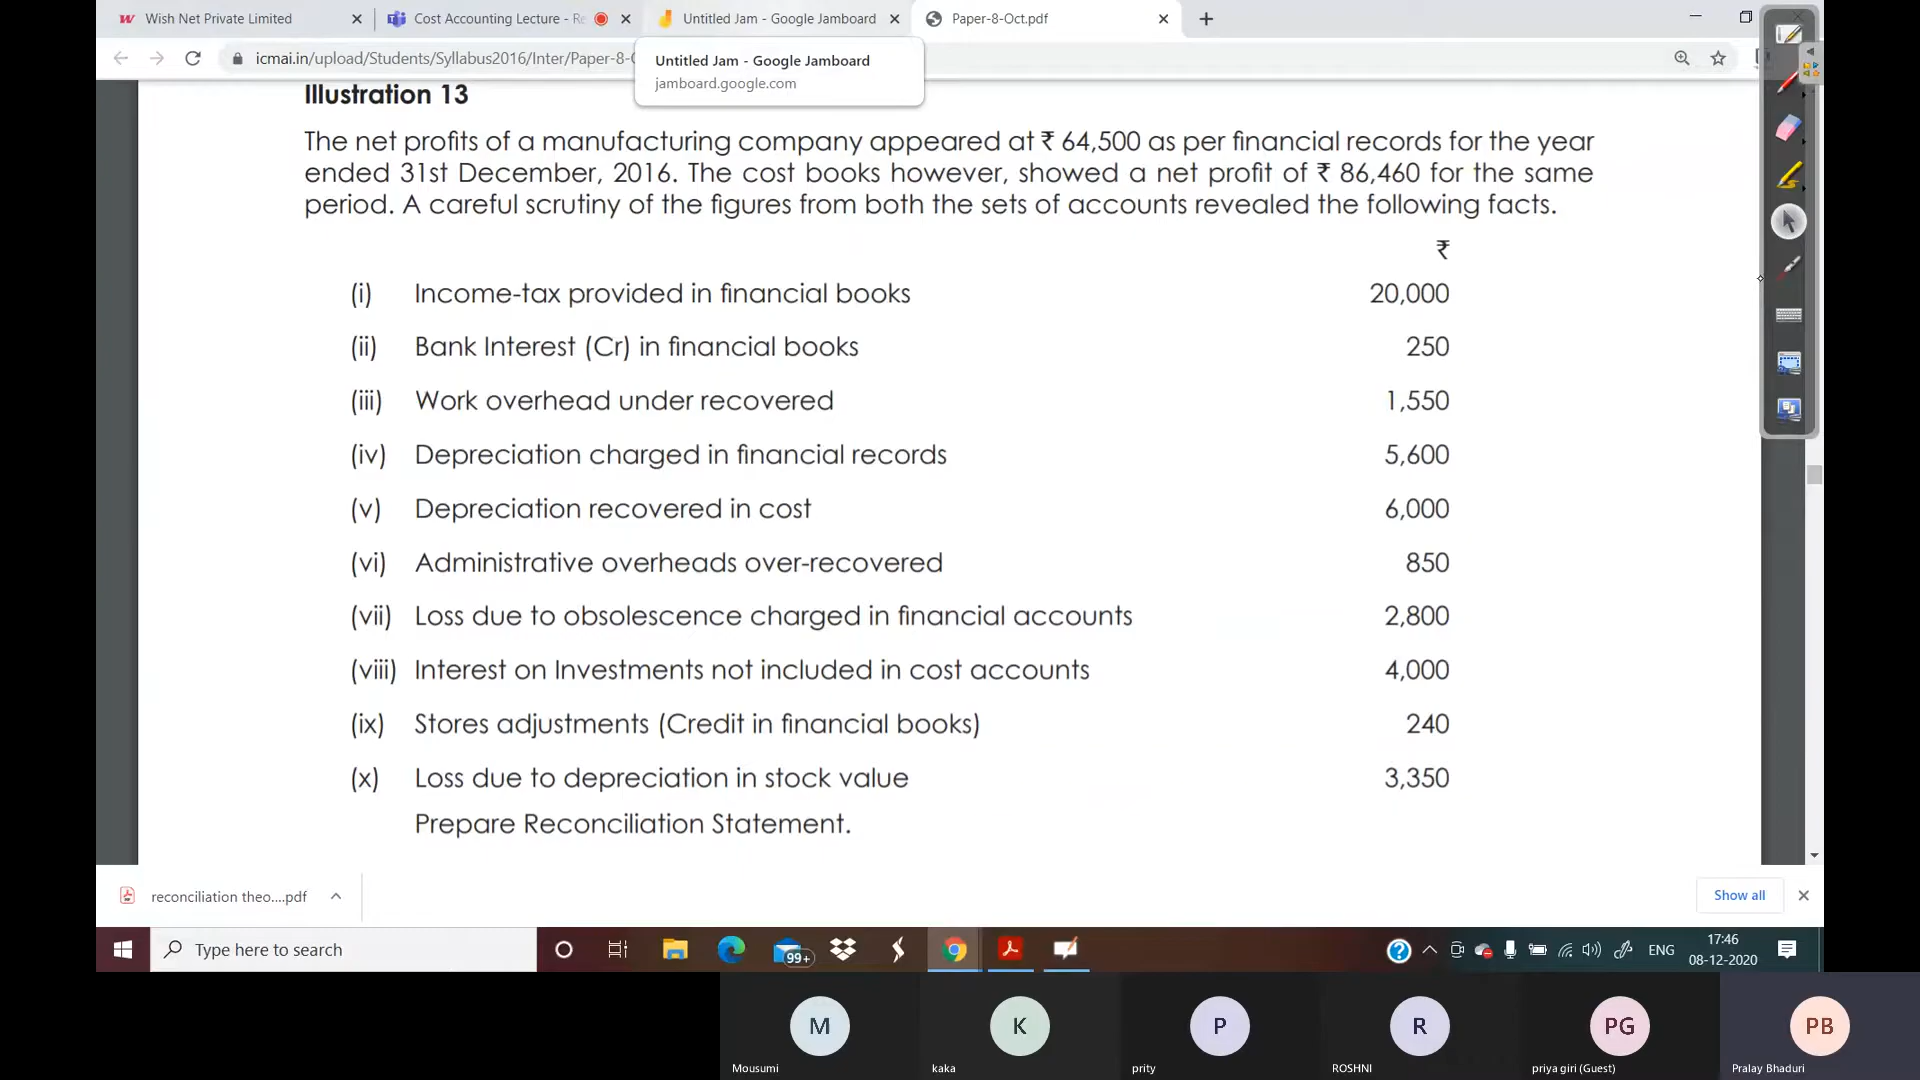 Wish Net Private Limited
Cost Accounting Lecture - Re
Untitled Jam - Google Jamboard
Paper-8-Oct.pdf
icmai.in/upload/Students/Syllabus2016/Inter/Paper-8-
Untitled Jam - Google Jamboard
jamboard.google.com
Illustration 13
The net profits of a manufacturing company appeared at ₹ 64,500 as per financial records for the year
ended 31st December, 2016. The cost books however, showed a net profit of ₹ 86,460 for the same
period. A careful scrutiny of the figures from both the sets of accounts revealed the following facts.
₹
(i) Income-tax provided in financial books 20,000
(ii) Bank Interest (Cr) in financial books 250
(iii) Work overhead under recovered 1,550
(iv) Depreciation charged in financial records 5,600
(v) Depreciation recovered in cost 6,000
(vi) Administrative overheads over-recovered 850
(vii) Loss due to obsolescence charged in financial accounts 2,800
(viii) Interest on Investments not included in cost accounts 4,000
(ix) Stores adjustments (Credit in financial books) 240
(x) Loss due to depreciation in stock value 3,350
Prepare Reconciliation Statement.
reconciliation theo....pdf
Show all
Type here to search
99+
ENG
17:46
08-12-2020
M
K
P
R
PG
PB
Mousumi
kaka
prity
ROSHNI
priya giri (Guest)
Pralay Bhaduri